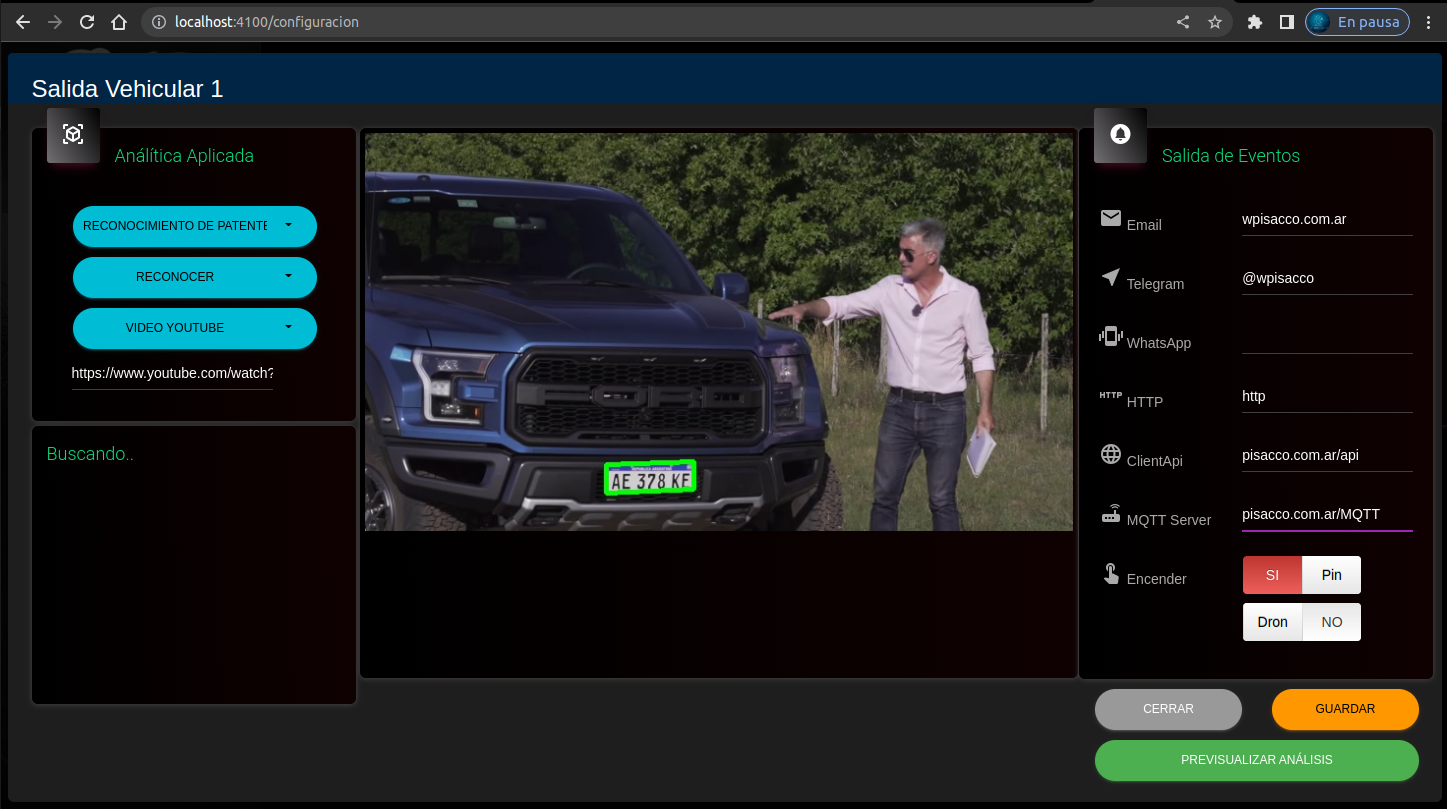 localhost:4100/configuracion
En pausa
Salida Vehicular 1
Análítica Aplicada
RECONOCIMIENTO DE PATENTE
RECONOCER
VIDEO YOUTUBE
https://www.youtube.com/watch?
Buscando..
AE 378 KF
Salida de Eventos
Email
wpisacco.com.ar
Telegram
@wpisacco
WhatsApp
HTTP
HTTP
http
ClientApi
pisacco.com.ar/api
MQTT Server
pisacco.com.ar/MQTT
Encender
SI
Pin
Dron
NO
CERRAR
GUARDAR
PREVISUALIZAR ANÁLISIS